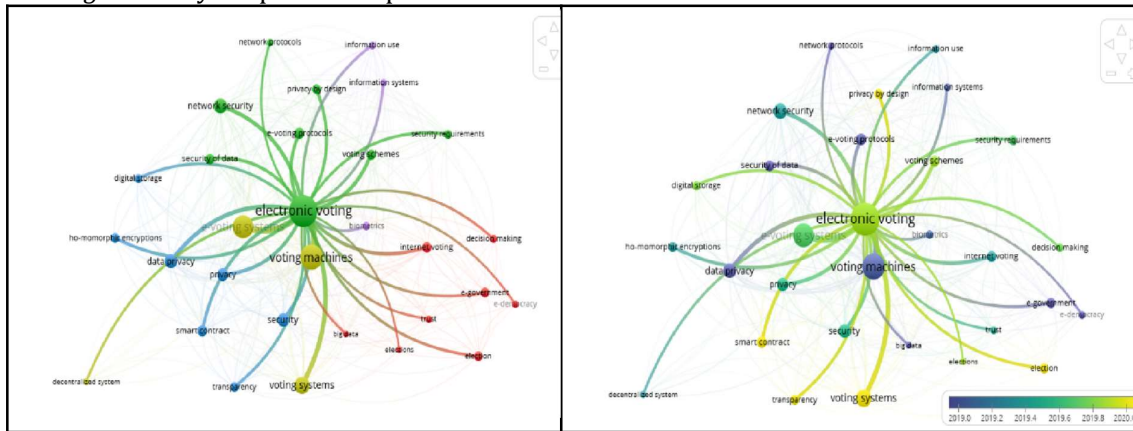 network protocols
information use
information systems
privacy by design
network security
e-voting protocols
security requirements
security of data
voting schemes
digital storage
electronic voting
e-voting systems
biometrics
ho-momorphic encryptions
internet voting
decision making
data privacy
voting machines
privacy
e-government
e-democracy
smart contract
security
trust
big data
elections
election
decentralized system
transparency
voting systems
network protocols
information use
information systems
privacy by design
network security
e-voting protocols
security requirements
security of data
voting schemes
digital storage
electronic voting
e-voting systems
biometrics
ho-momorphic encryptions
internet voting
decision making
data privacy
voting machines
privacy
e-government
e-democracy
smart contract
security
trust
big data
elections
election
decentralized system
transparency
voting systems
2019.0 2019.2 2019.4 2019.6 2019.8 2020.0